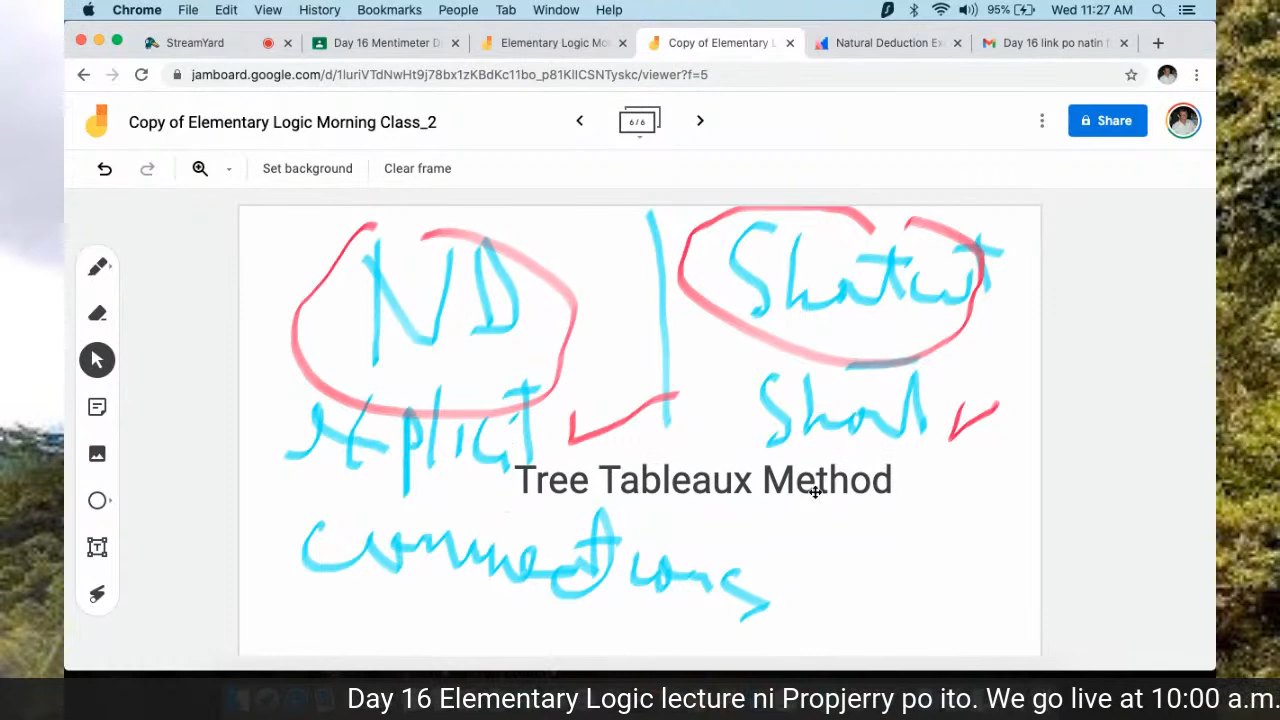 Chrome File Edit View History Bookmarks People Tab Window Help 95% Wed 11:27 AM
StreamYard Day 16 Mentimeter D Elementary Logic Mor Copy of Elementary L Natural Deduction Ex Day 16 link po natin f
jamboard.google.com/d/1luriVTdNwHt9j78bx1zKBdKc11bo_p81KlICSNTyskc/viewer?f=5
Copy of Elementary Logic Morning Class_2 6/6 Share
Set background Clear frame
ND Shortcut
explicit Short
Tree Tableaux Method
connections
Day 16 Elementary Logic lecture ni Propjerry po ito. We go live at 10:00 a.m.